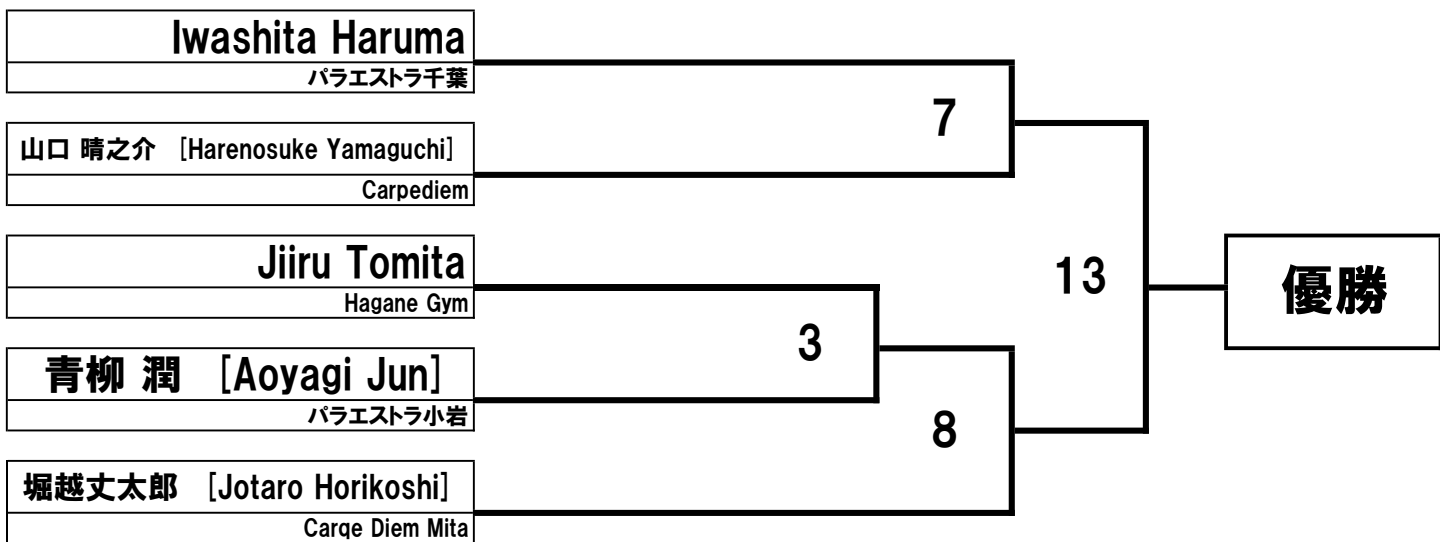 Iwashita Haruma
パラエストラ千葉
7
山口 晴之介 [Harenosuke Yamaguchi]
Carpediem
Jiiru Tomita
13
優勝
Hagane Gym
3
青柳 潤 [Aoyagi Jun]
パラエストラ小岩
8
堀越丈太郎 [Jotaro Horikoshi]
Carqe Diem Mita